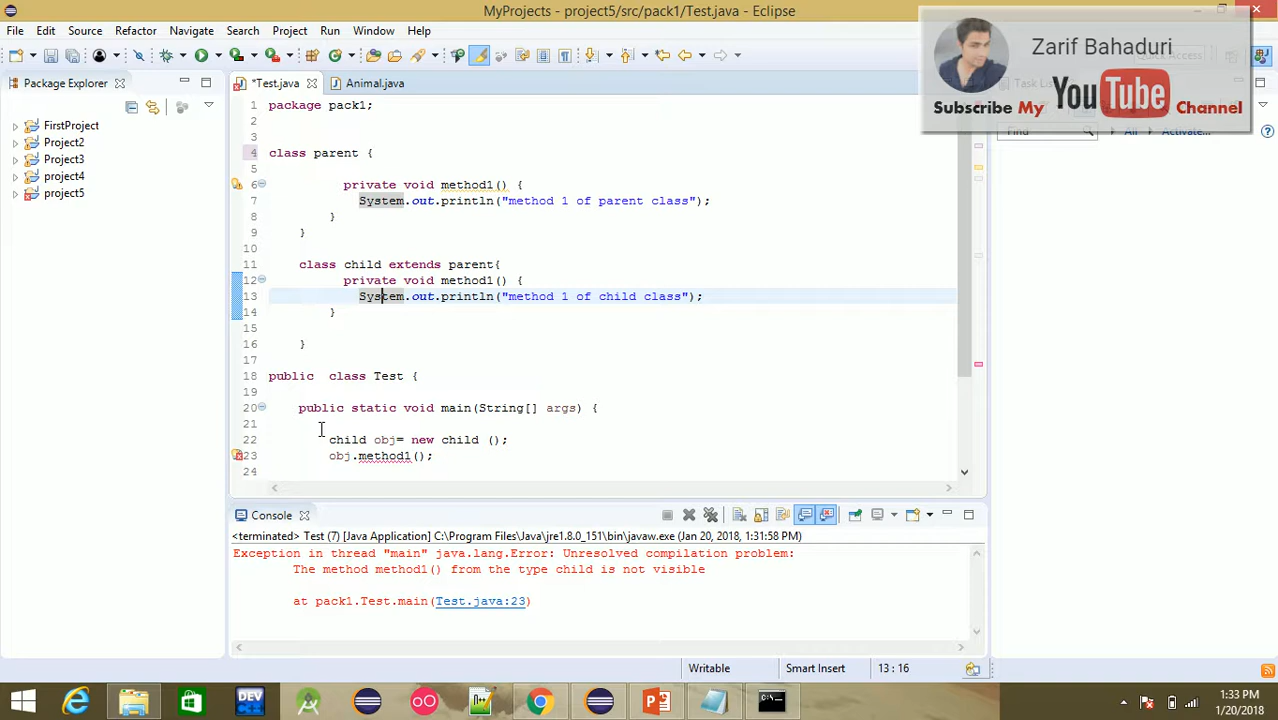 MyProjects - project5/src/pack1/Test.java - Eclipse
File Edit Source Refactor Navigate Search Project Run Window Help
Zarif Bahaduri
Subscribe My YouTube Channel
Quick Access
Package Explorer
*Test.java
Animal.java
Task List
Find
All
Activate...
FirstProject
Project2
Project3
project4
project5
1 package pack1;
2
3
4 class parent {
5
6 private void method1() {
7 System.out.println("method 1 of parent class");
8 }
9 }
10
11 class child extends parent{
12 private void method1() {
13 System.out.println("method 1 of child class");
14 }
15
16 }
17
18 public  class Test {
19
20 public static void main(String[] args) {
21
22 child obj= new child ();
23 obj.method1();
24
Console
<terminated> Test (7) [Java Application] C:\Program Files\Java\jre1.8.0_151\bin\javaw.exe (Jan 20, 2018, 1:31:58 PM)
Exception in thread "main" java.lang.Error: Unresolved compilation problem:
The method method1() from the type child is not visible
at pack1.Test.main(Test.java:23)
Writable
Smart Insert
13 : 16
DEV
1:33 PM
1/20/2018